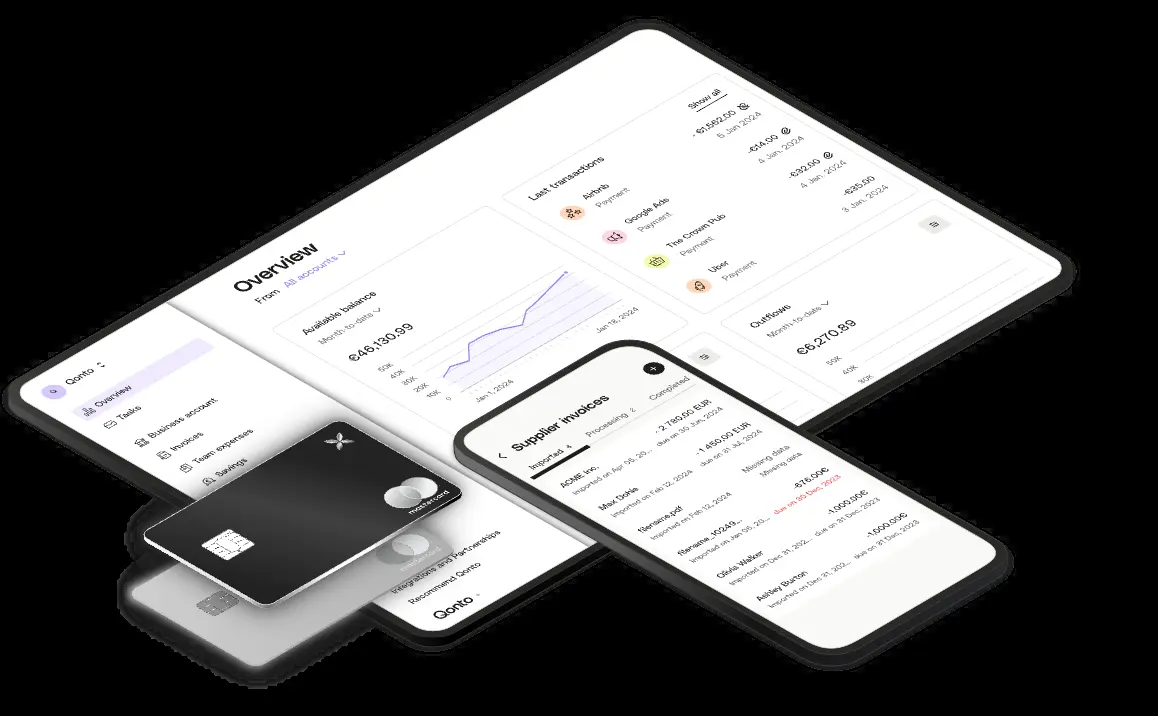 Overview
From All accounts
Available balance
Month-to-date
€46,130.99
50K
40K
30K
20K
10K
0
Jan 1, 2024
Jan 18, 2024
Last transactions
Show all
Airbnb
Payment
- €1,562.00
5 Jan, 2024
Google Ads
Payment
-€14.00
4 Jan, 2024
The Crown Pub
Payment
-€32.00
4 Jan, 2024
Uber
Payment
-€35.00
3 Jan, 2024
Outflows
Month-to-date
€6,270.89
50K
40K
30K
Qonto
Overview
Tasks
Business account
Invoices
Team expenses
Savings
Integrations and Partnerships
Recommend Qonto
Qonto
mastercard
mastercard
Supplier invoices
Imported 4
Processing 2
Completed
ACME inc.
Imported on Apr 05, 20...
- 2 780,00 EUR
due on 30 Jun, 2024
Max Dohle
Imported on Feb 12, 2024
-1 450,00 EUR
due on 31 Jul, 2024
filename.pdf
Imported on Feb 12, 2024
Missing data
Missing data
filename_10249...
Imported on Jan 05, 20...
-676,00€
due on 30 Dec, 2023
Olivia Walker
Imported on Dec 31, 202...
-1,000.00€
due on 31 Dec, 2023
Ashley Burton
Imported on Dec 31, 202...
-1,000.00€
due on 31 Dec, 2023